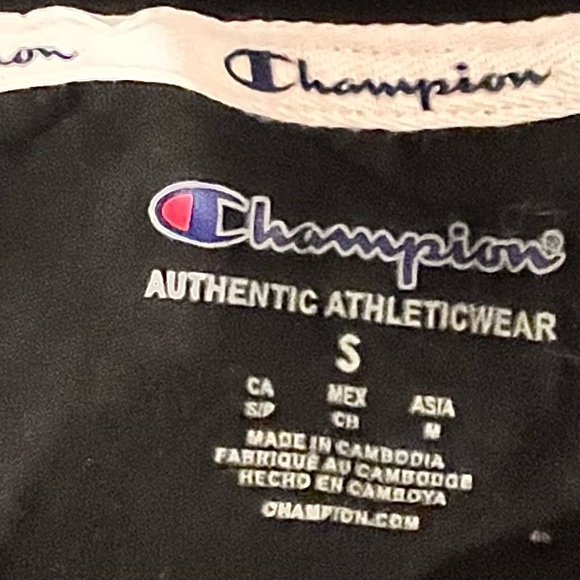 on Champion
Champion®
AUTHENTIC ATHLETICWEAR
S
CA MEX ASIA
S/P CH M
MADE IN CAMBODIA
FABRIQUÉ AU CAMBODGE
HECHO EN CAMBOYA
CHAMPION.COM